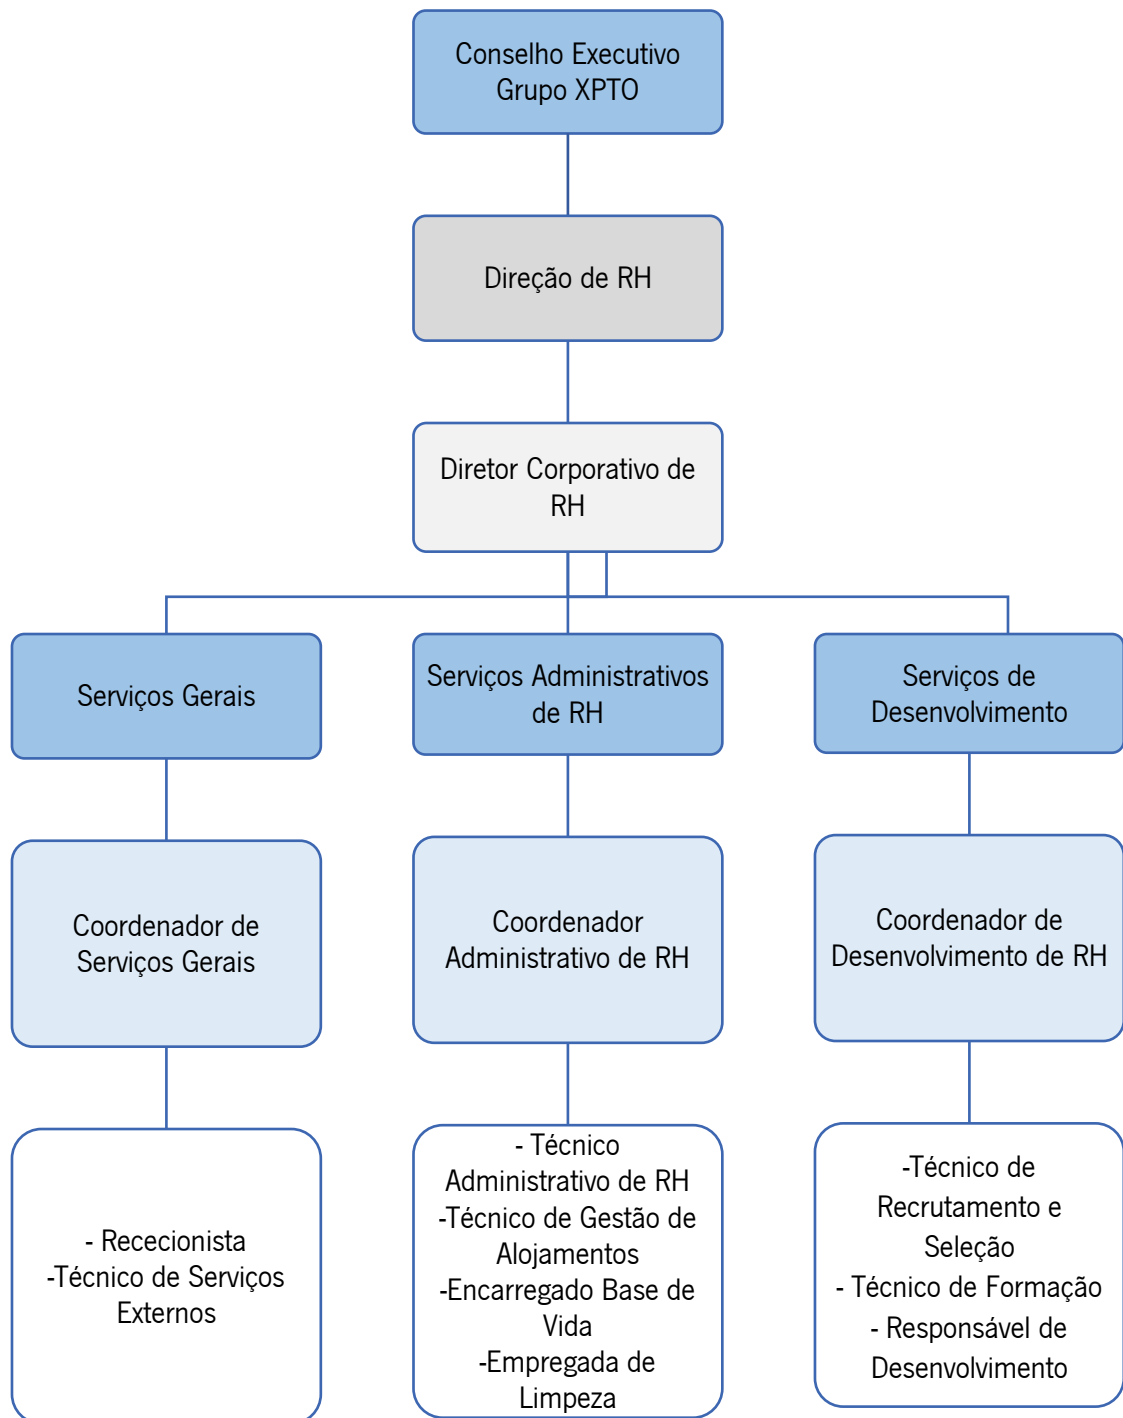 Conselho Executivo
Grupo XPTO
Direção de RH
Diretor Corporativo de
RH
Serviços Gerais
Serviços Administrativos
de RH
Serviços de
Desenvolvimento
Coordenador de
Serviços Gerais
Coordenador
Administrativo de RH
Coordenador de
Desenvolvimento de RH
- Rececionista
-Técnico de Serviços
Externos
- Técnico
Administrativo de RH
-Técnico de Gestão de
Alojamentos
-Encarregado Base de
Vida
-Empregada de
Limpeza
-Técnico de
Recrutamento e
Seleção
- Técnico de Formação
- Responsável de
Desenvolvimento